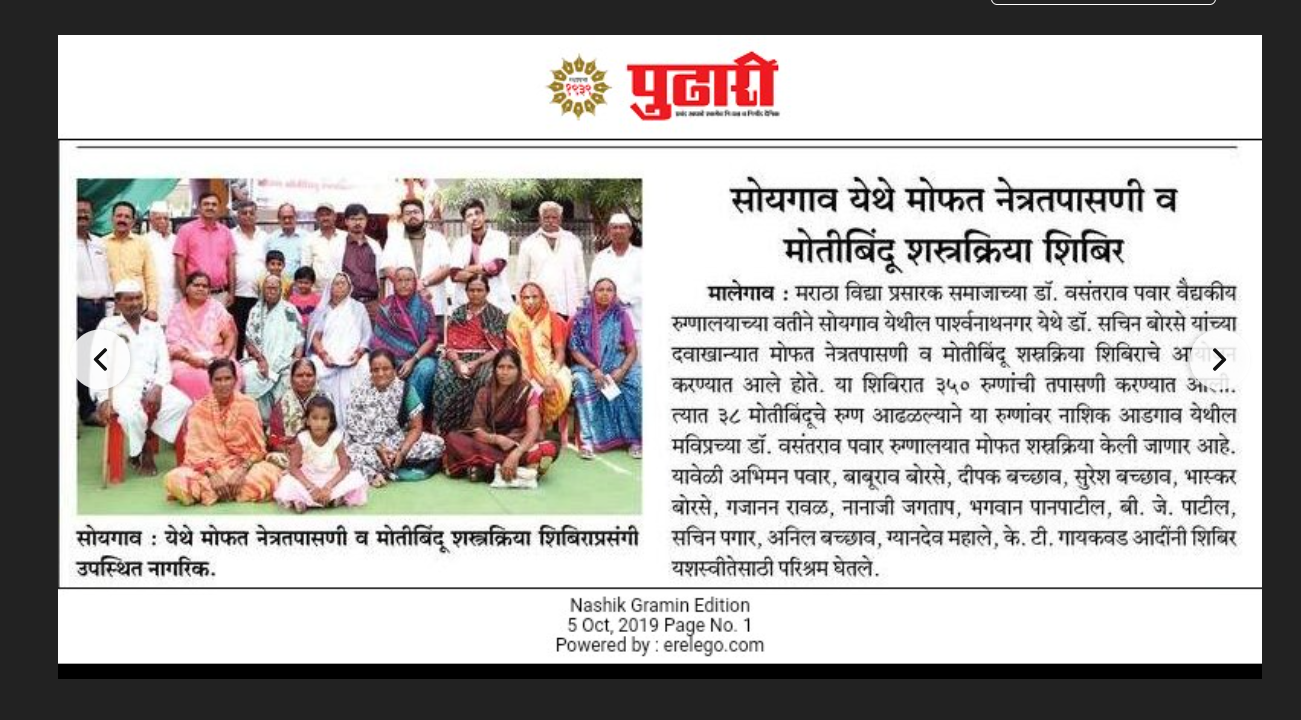 १९३९
पुढारी
सोयगाव येथे मोफत नेत्रतपासणी व
मोतीबिंदू शस्त्रक्रिया शिबिर
मालेगाव : मराठा विद्या प्रसारक समाजाच्या डॉ. वसंतराव पवार वैद्यकीय
रुग्णालयाच्या वतीने सोयगाव येथील पार्श्वनाथनगर येथे डॉ. सचिन बोरसे यांच्या
दवाखान्यात मोफत नेत्रतपासणी व मोतीबिंदू शस्त्रक्रिया शिबिराचे
करण्यात आले होते. या शिबिरात ३५० रुग्णांची तपासणी करण्यात आली.
त्यात ३८ मोतीबिंदूचे रुग्ण आढळल्याने या रुग्णांवर नाशिक आडगाव येथील
मविप्रच्या डॉ. वसंतराव पवार रुग्णालयात मोफत शस्त्रक्रिया केली जाणार आहे.
यावेळी अभिमन पवार, बाबूराव बोरसे, दीपक बच्छाव, सुरेश बच्छाव, भास्कर
बोरसे, गजानन रावळ, नानाजी जगताप, भगवान पानपाटील, बी. जे. पाटील,
सचिन पगार, अनिल बच्छाव, ग्यानदेव महाले, के. टी. गायकवड आदींनी शिबिर
यशस्वीतेसाठी परिश्रम घेतले.
सोयगाव : येथे मोफत नेत्रतपासणी व मोतीबिंदू शस्त्रक्रिया शिबिराप्रसंगी
उपस्थित नागरिक.
Nashik Gramin Edition
5 Oct, 2019 Page No. 1
Powered by : erelego.com